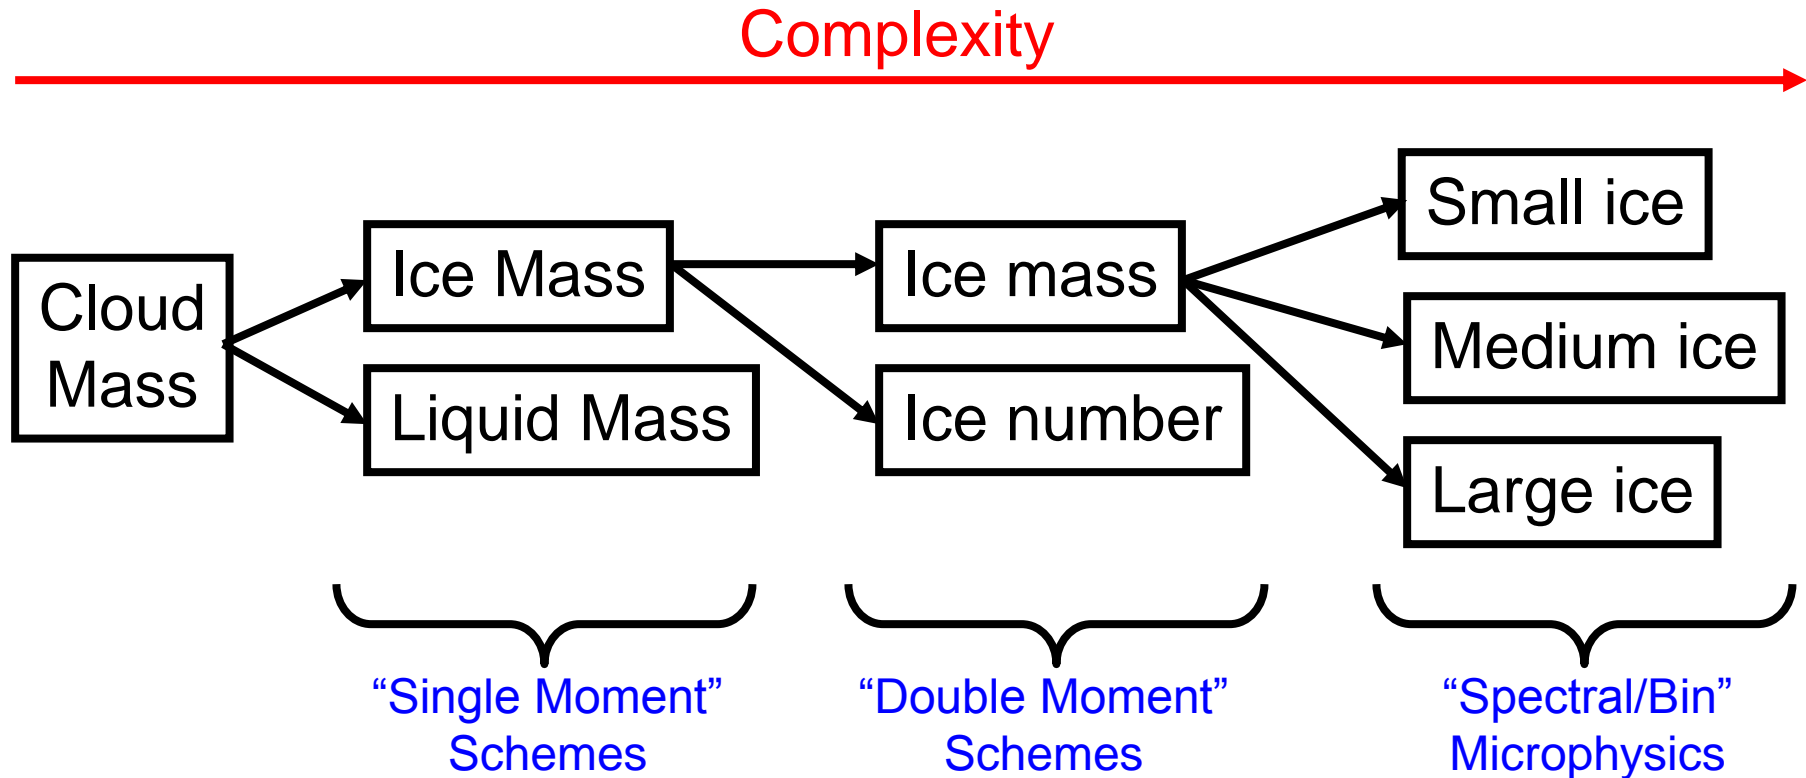 Complexity
Cloud
Mass
Ice Mass
Liquid Mass
Ice mass
Ice number
Small ice
Medium ice
Large ice
“Single Moment”
Schemes
“Double Moment”
Schemes
“Spectral/Bin”
Microphysics